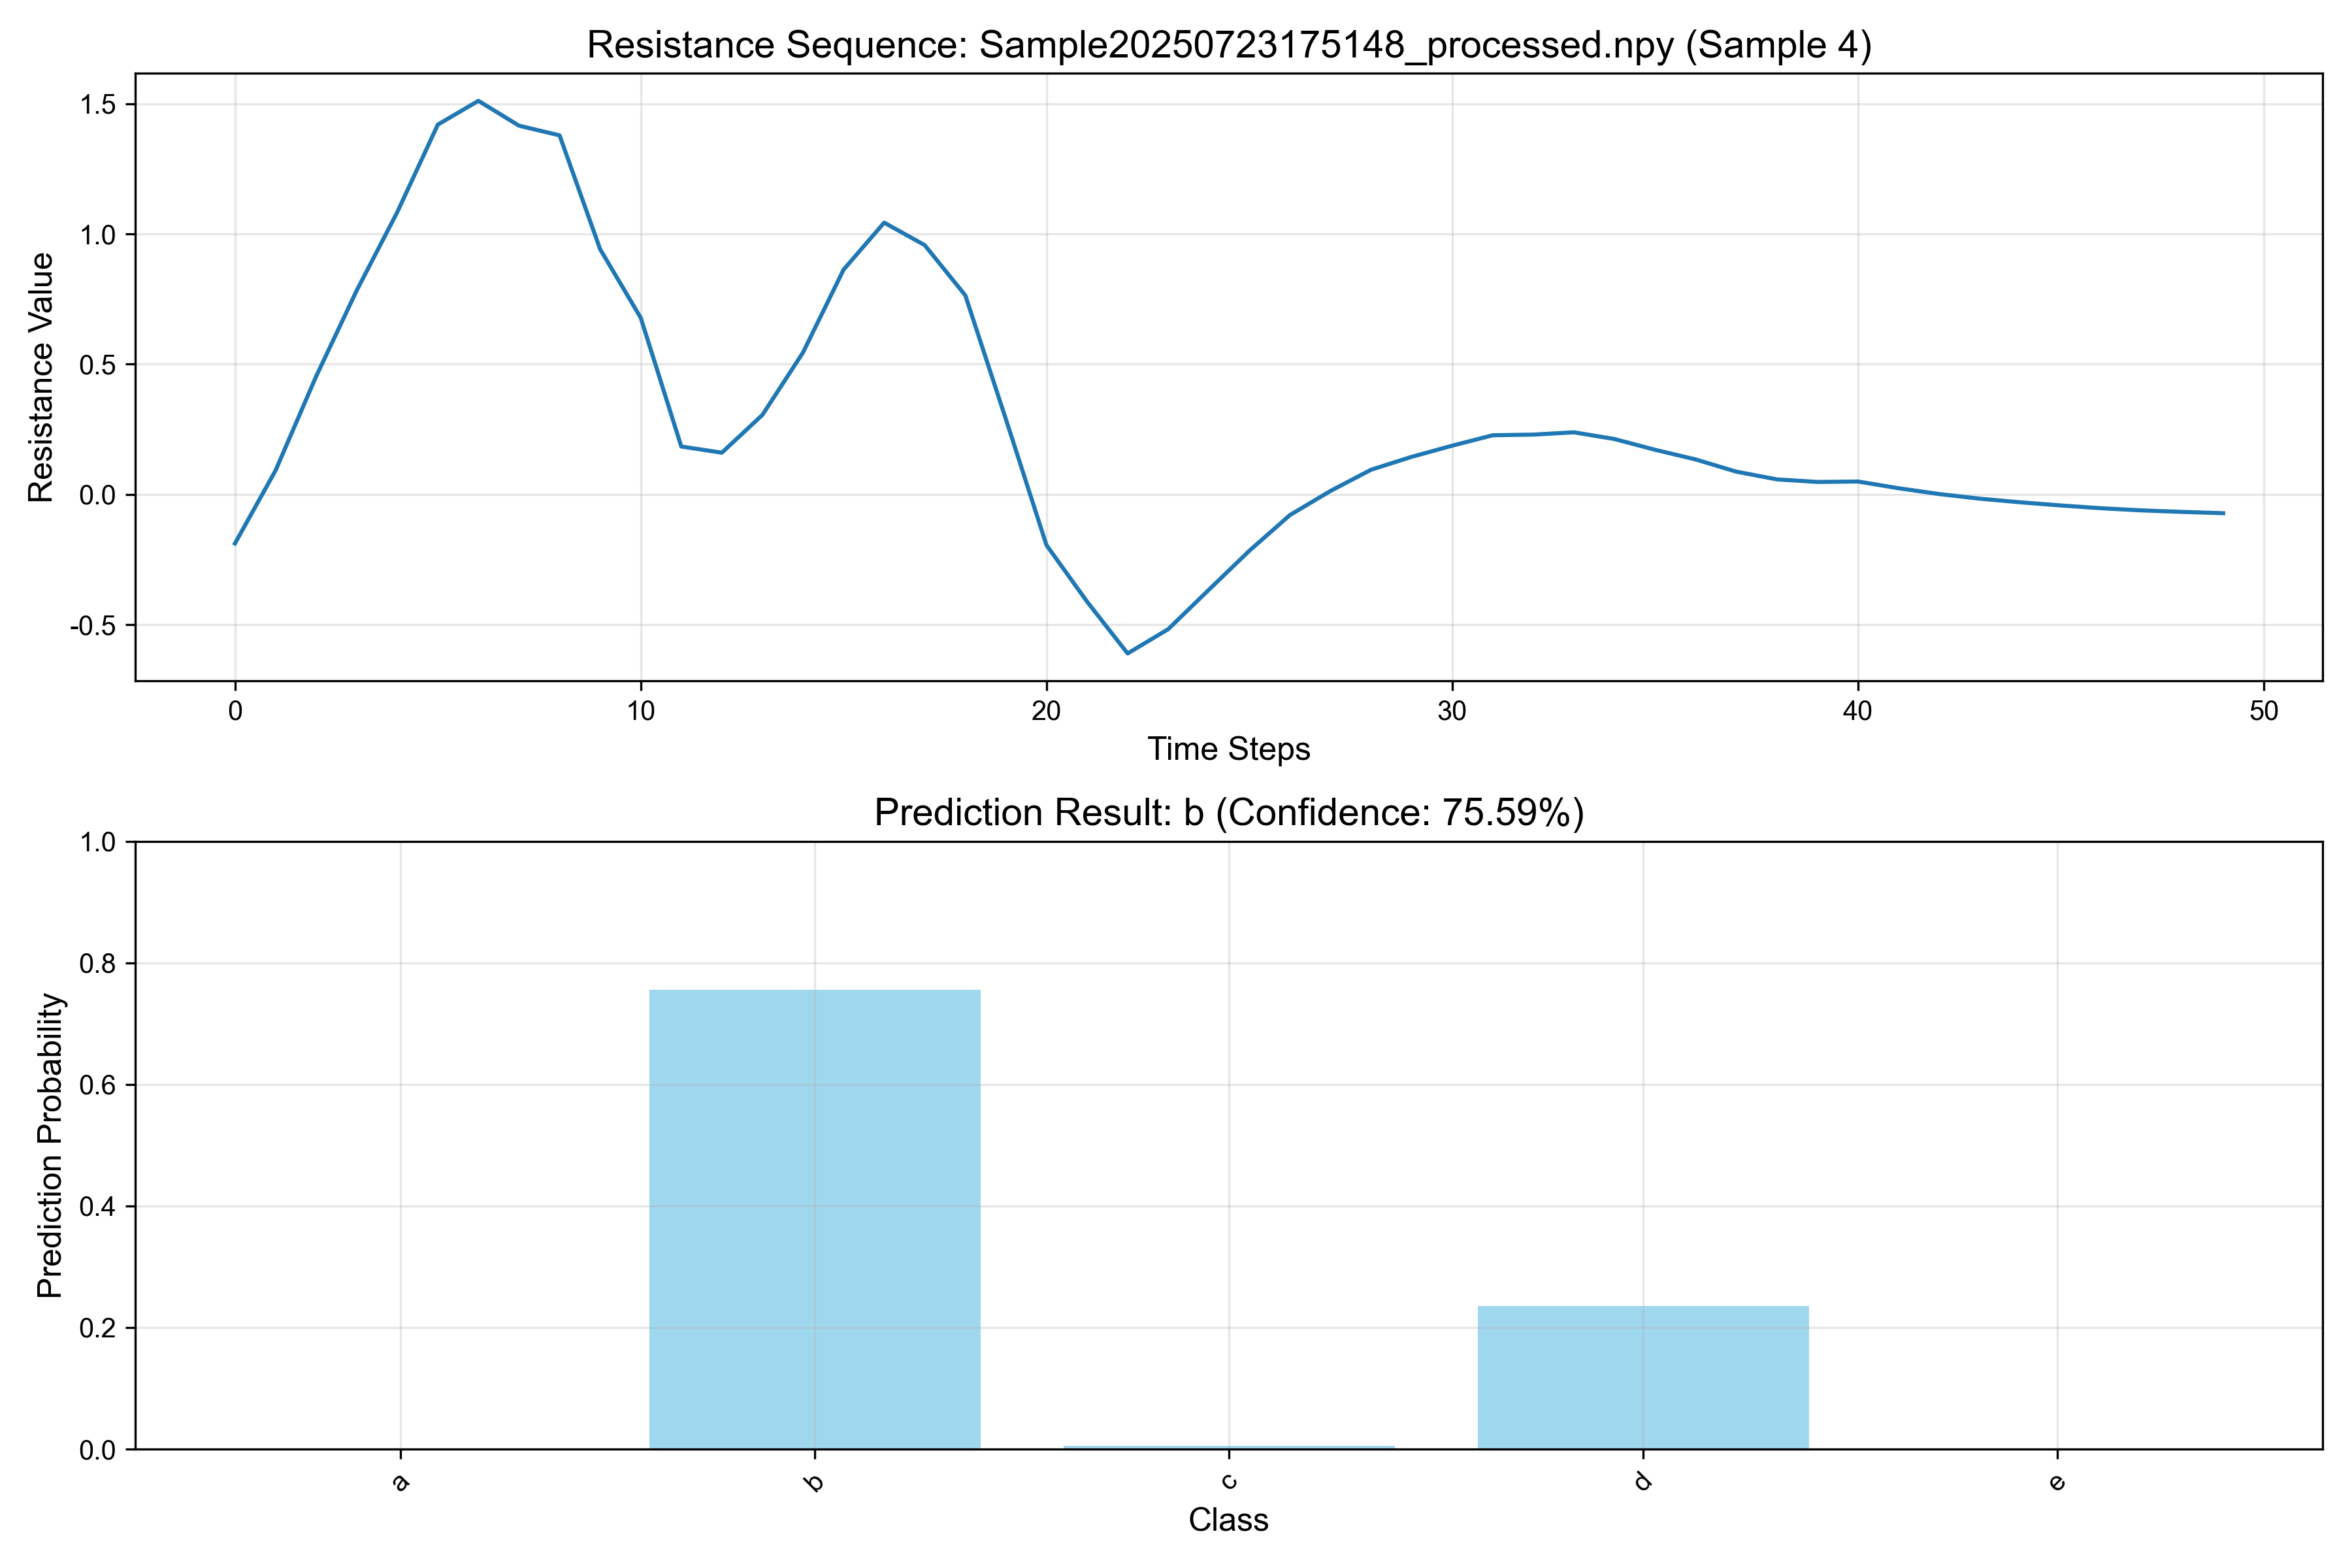 Resistance Sequence: Sample20250723175148_processed.npy (Sample 4)
Resistance Value
1.5
1.0
0.5
0.0
-0.5
0 10 20 30 40 50
Time Steps
Prediction Result: b (Confidence: 75.59%)
Prediction Probability
1.0
0.8
0.6
0.4
0.2
0.0
a b c d e
Class